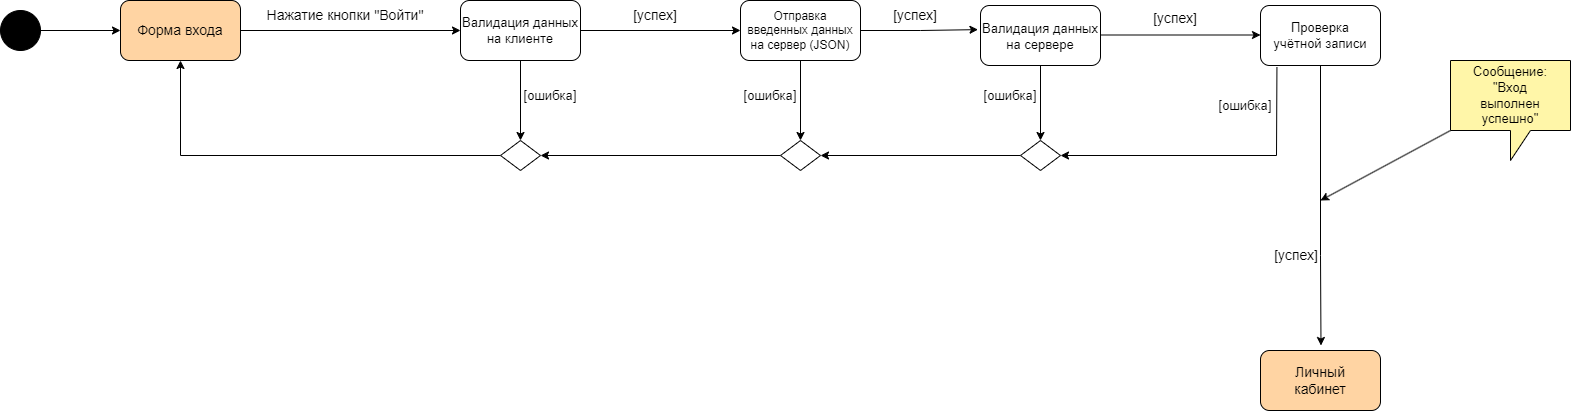 Форма входа
Нажатие кнопки "Войти"
Валидация данных
на клиенте
[успех]
Отправка
введенных данных
на сервер (JSON)
[успех]
Валидация данных
на сервере
[успех]
Проверка
учётной записи
Сообщение:
"Вход
выполнен
успешно"
[ошибка]
[ошибка]
[ошибка]
[ошибка]
[успех]
Личный
кабинет